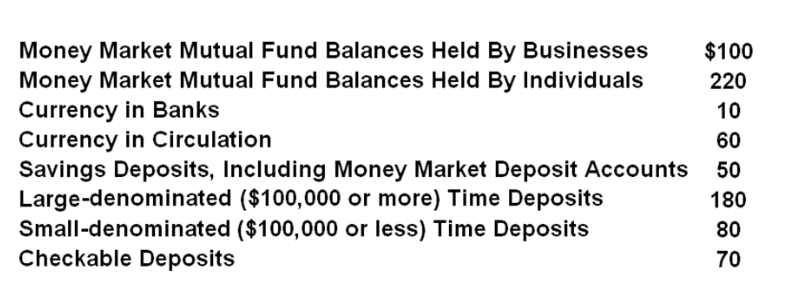 Money Market Mutual Fund Balances Held By Businesses $100
Money Market Mutual Fund Balances Held By Individuals 220
Currency in Banks 10
Currency in Circulation 60
Savings Deposits, Including Money Market Deposit Accounts 50
Large-denominated ($100,000 or more) Time Deposits 180
Small-denominated ($100,000 or less) Time Deposits 80
Checkable Deposits 70